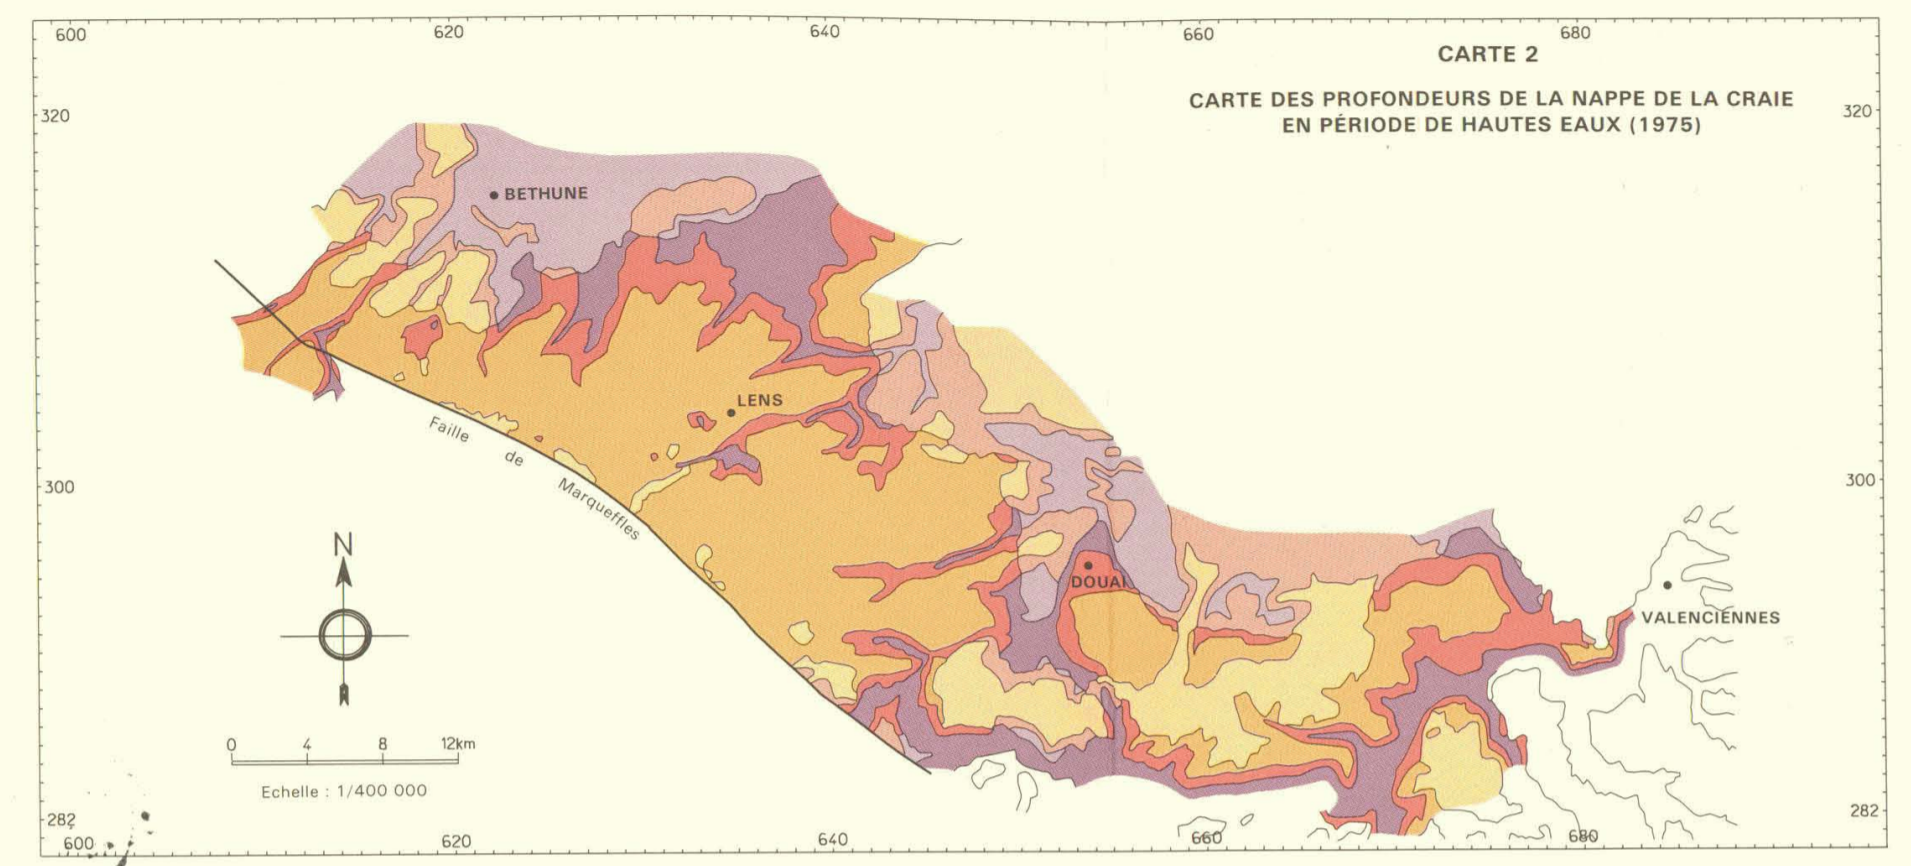 600 620 640 660 680
CARTE 2
CARTE DES PROFONDEURS DE LA NAPPE DE LA CRAIE
EN PÉRIODE DE HAUTES EAUX (1975)
320 320
BETHUNE
LENS
Faille de Marqueffles
300 300
N
DOUAI
VALENCIENNES
0 4 8 12km
Echelle : 1/400 000
282 282
600 620 640 660 680